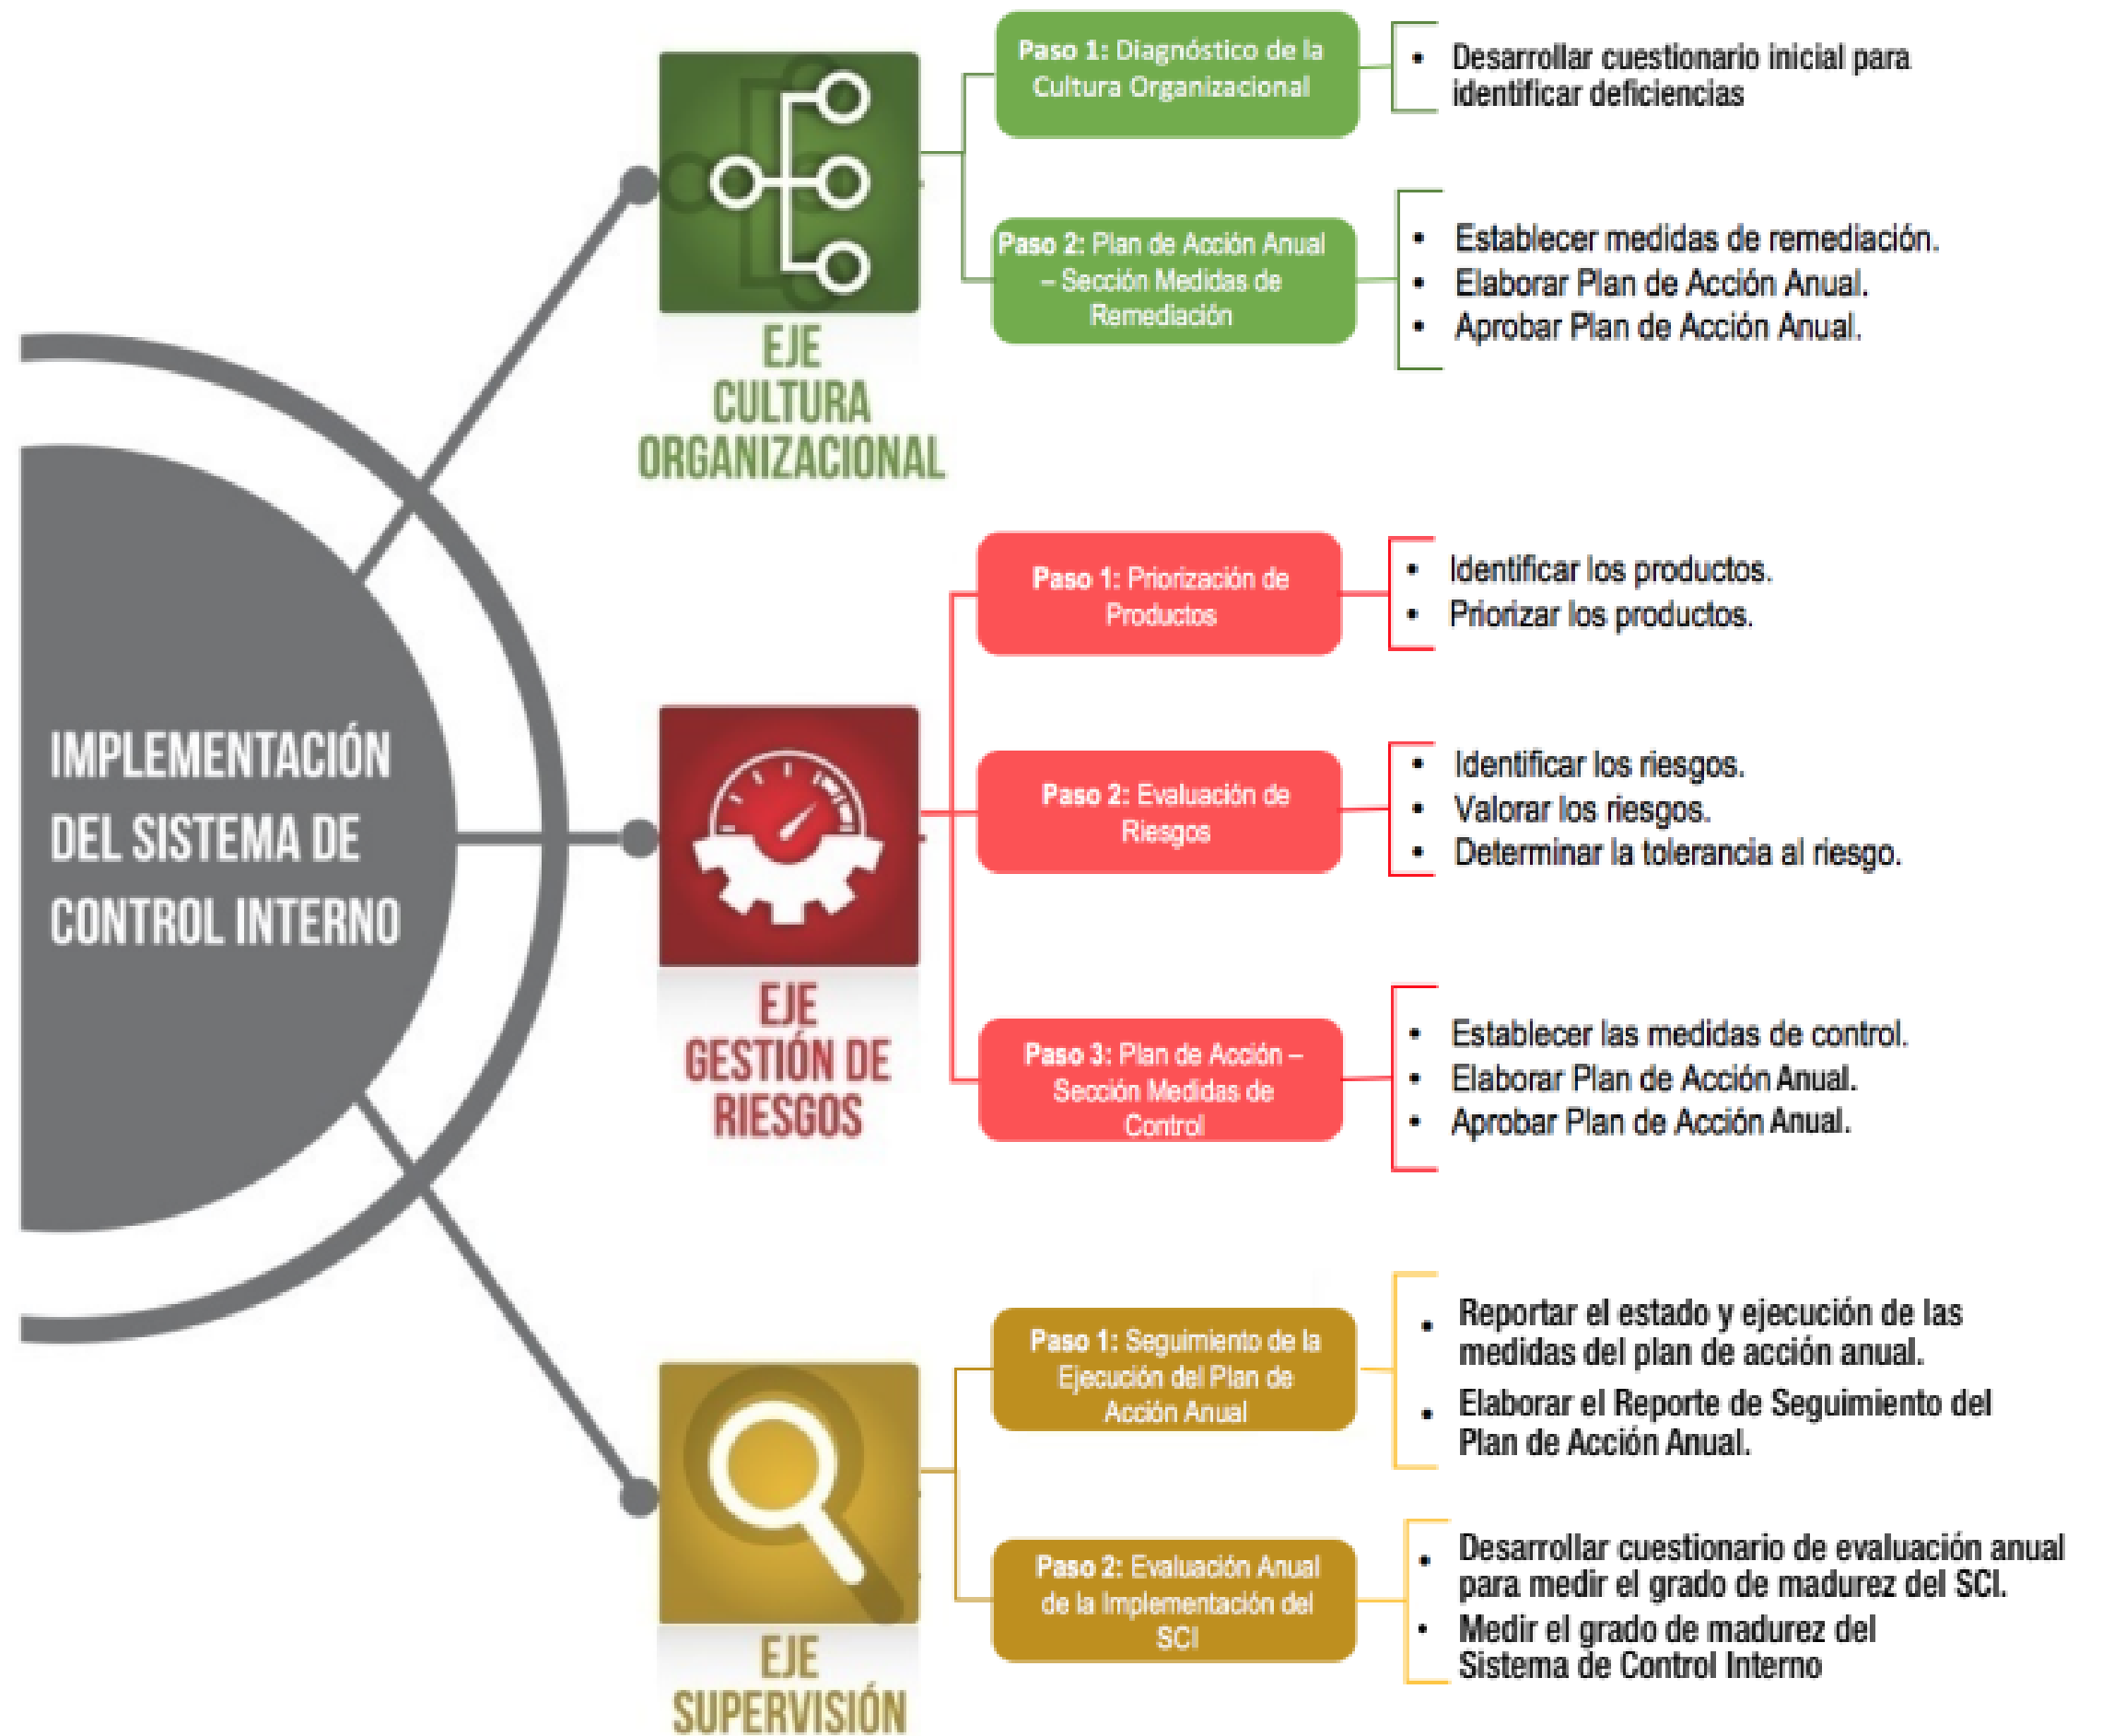 IMPLEMENTACIÓN
DEL SISTEMA DE
CONTROL INTERNO
EJE
CULTURA
ORGANIZACIONAL
Paso 1: Diagnóstico de la
Cultura Organizacional
• Desarrollar cuestionario inicial para
identificar deficiencias
Paso 2: Plan de Acción Anual
– Sección Medidas de
Remediación
• Establecer medidas de remediación.
• Elaborar Plan de Acción Anual.
• Aprobar Plan de Acción Anual.
EJE
GESTIÓN DE
RIESGOS
Paso 1: Priorización de
Productos
• Identificar los productos.
• Priorizar los productos.
Paso 2: Evaluación de
Riesgos
• Identificar los riesgos.
• Valorar los riesgos.
• Determinar la tolerancia al riesgo.
Paso 3: Plan de Acción –
Sección Medidas de
Control
• Establecer las medidas de control.
• Elaborar Plan de Acción Anual.
• Aprobar Plan de Acción Anual.
EJE
SUPERVISIÓN
Paso 1: Seguimiento de la
Ejecución del Plan de
Acción Anual
• Reportar el estado y ejecución de las
medidas del plan de acción anual.
• Elaborar el Reporte de Seguimiento del
Plan de Acción Anual.
Paso 2: Evaluación Anual
de la Implementación del
SCI
• Desarrollar cuestionario de evaluación anual
para medir el grado de madurez del SCI.
• Medir el grado de madurez del
Sistema de Control Interno